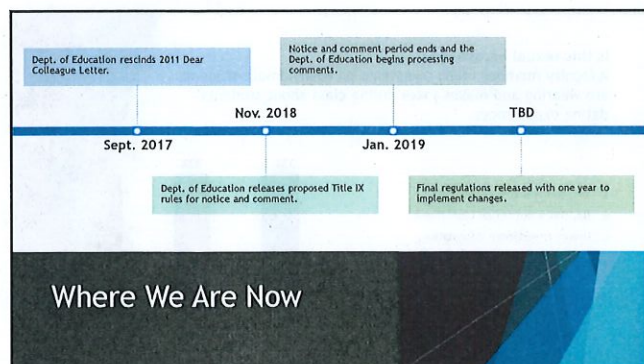 Dept. of Education rescinds 2011 Dear
Colleague Letter.
Notice and comment period ends and the
Dept. of Education begins processing
comments.
Nov. 2018
TBD
Sept. 2017
Jan. 2019
Dept. of Education releases proposed Title IX
rules for notice and comment.
Final regulations released with one year to
implement changes.
Where We Are Now